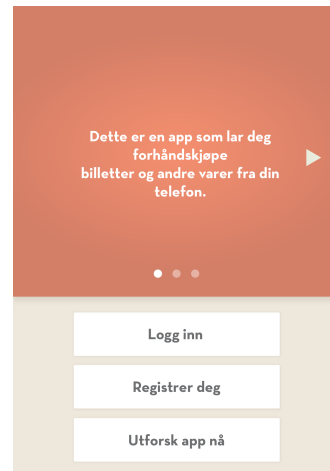 Dette er en app som lar deg
forhåndskjøpe
billetter og andre varer fra din
telefon.
Logg inn
Registrer deg
Utforsk app nå